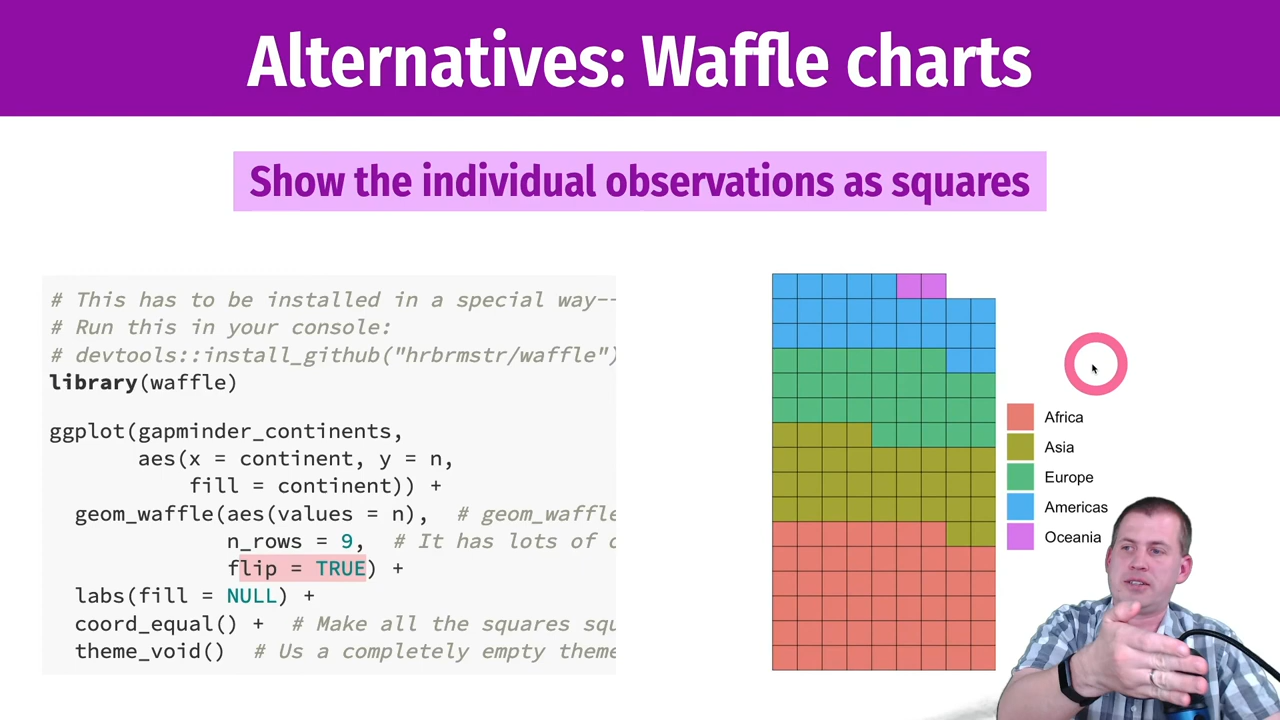 Alternatives: Waffle charts
Show the individual observations as squares
# This has to be installed in a special way--
# Run this in your console:
# devtools::install_github("hrbrmstr/waffle")
library(waffle)
ggplot(gapminder_continents,
aes(x = continent, y = n,
fill = continent)) +
geom_waffle(aes(values = n),  # geom_waffle
n_rows = 9,  # It has lots of
flip = TRUE) +
labs(fill = NULL) +
coord_equal() +  # Make all the squares squ
theme_void()  # Us a completely empty theme
Africa
Asia
Europe
Americas
Oceania